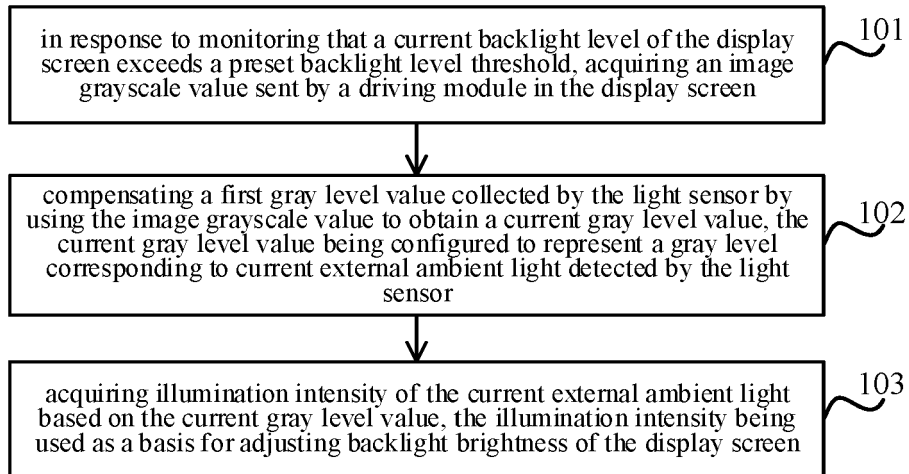 in response to monitoring that a current backlight level of the display
screen exceeds a preset backlight level threshold, acquiring an image
grayscale value sent by a driving module in the display screen
101
compensating a first gray level value collected by the light sensor by
using the image grayscale value to obtain a current gray level value, the
current gray level value being configured to represent a gray level
corresponding to current external ambient light detected by the light
sensor
102
acquiring illumination intensity of the current external ambient light
based on the current gray level value, the illumination intensity being
used as a basis for adjusting backlight brightness of the display screen
103